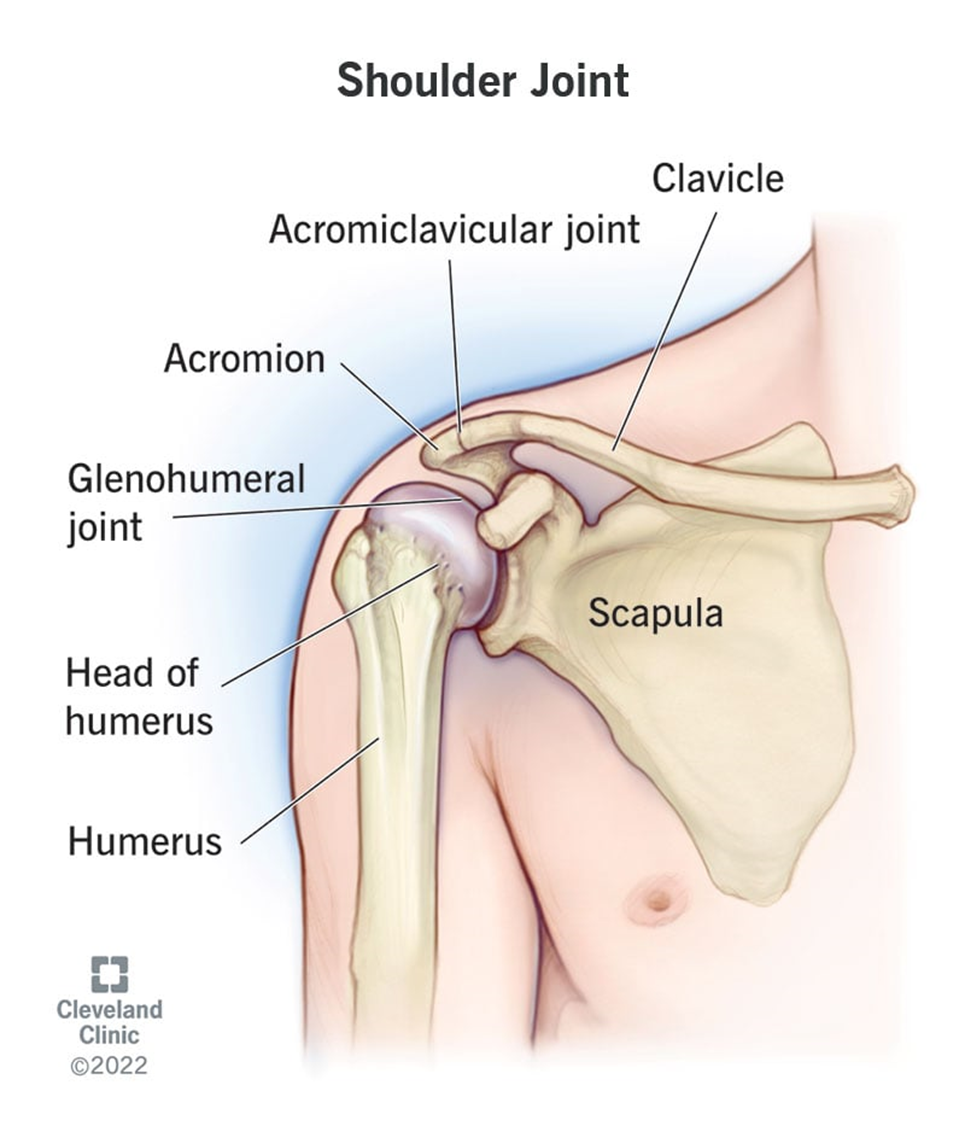 Shoulder Joint
Clavicle
Acromiclavicular joint
Acromion
Glenohumeral
joint
Scapula
Head of
humerus
Humerus
Cleveland
Clinic
©2022